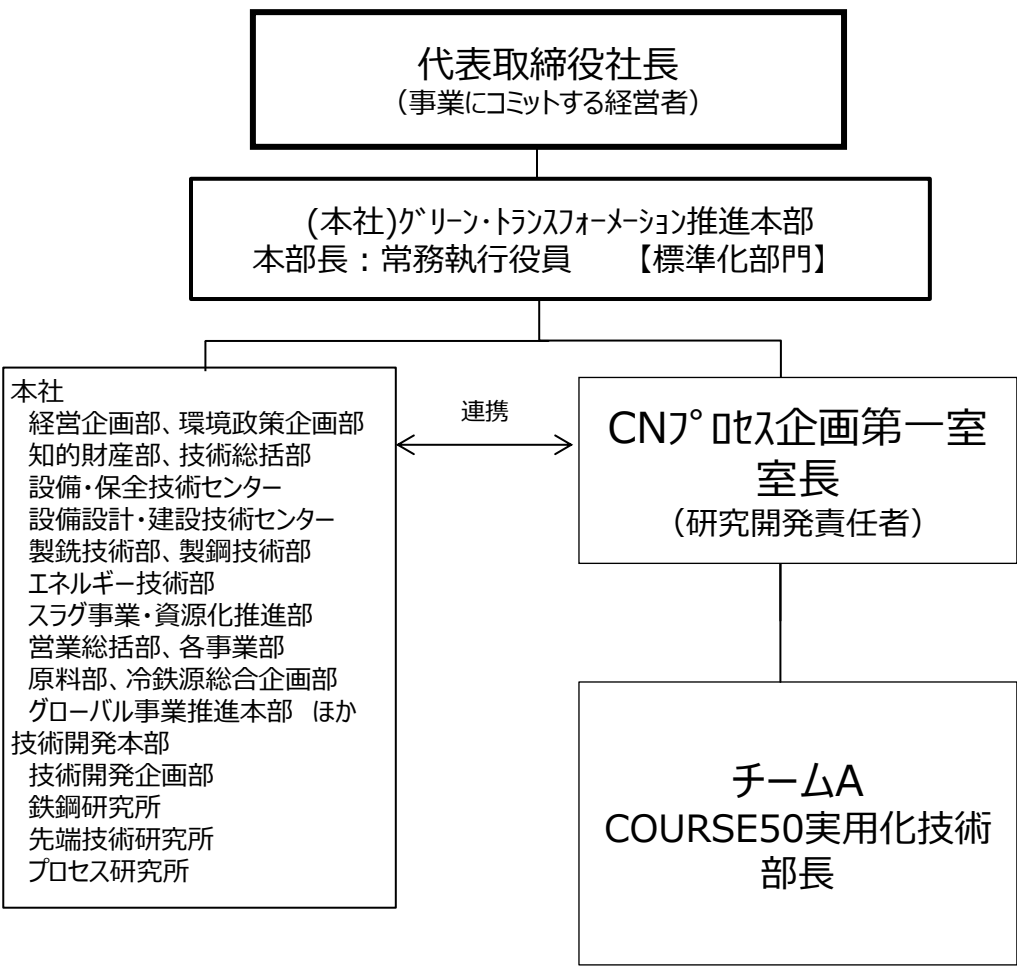 代表取締役社長
（事業にコミットする経営者）
(本社)ｸﾞﾘｰﾝ・ﾄﾗﾝｽﾌｫｰﾒｰｼｮﾝ推進本部
本部長：常務執行役員　　【標準化部門】
本社
経営企画部、環境政策企画部
知的財産部、技術総括部
設備・保全技術センター
設備設計・建設技術センター
製銑技術部、製鋼技術部
エネルギー技術部
スラグ事業・資源化推進部
営業総括部、各事業部
原料部、冷鉄源総合企画部
グローバル事業推進本部　ほか
技術開発本部
技術開発企画部
鉄鋼研究所
先端技術研究所
プロセス研究所
連携
CNﾌﾟﾛｾｽ企画第一室
室長
（研究開発責任者）
チームA
COURSE50実用化技術
部長